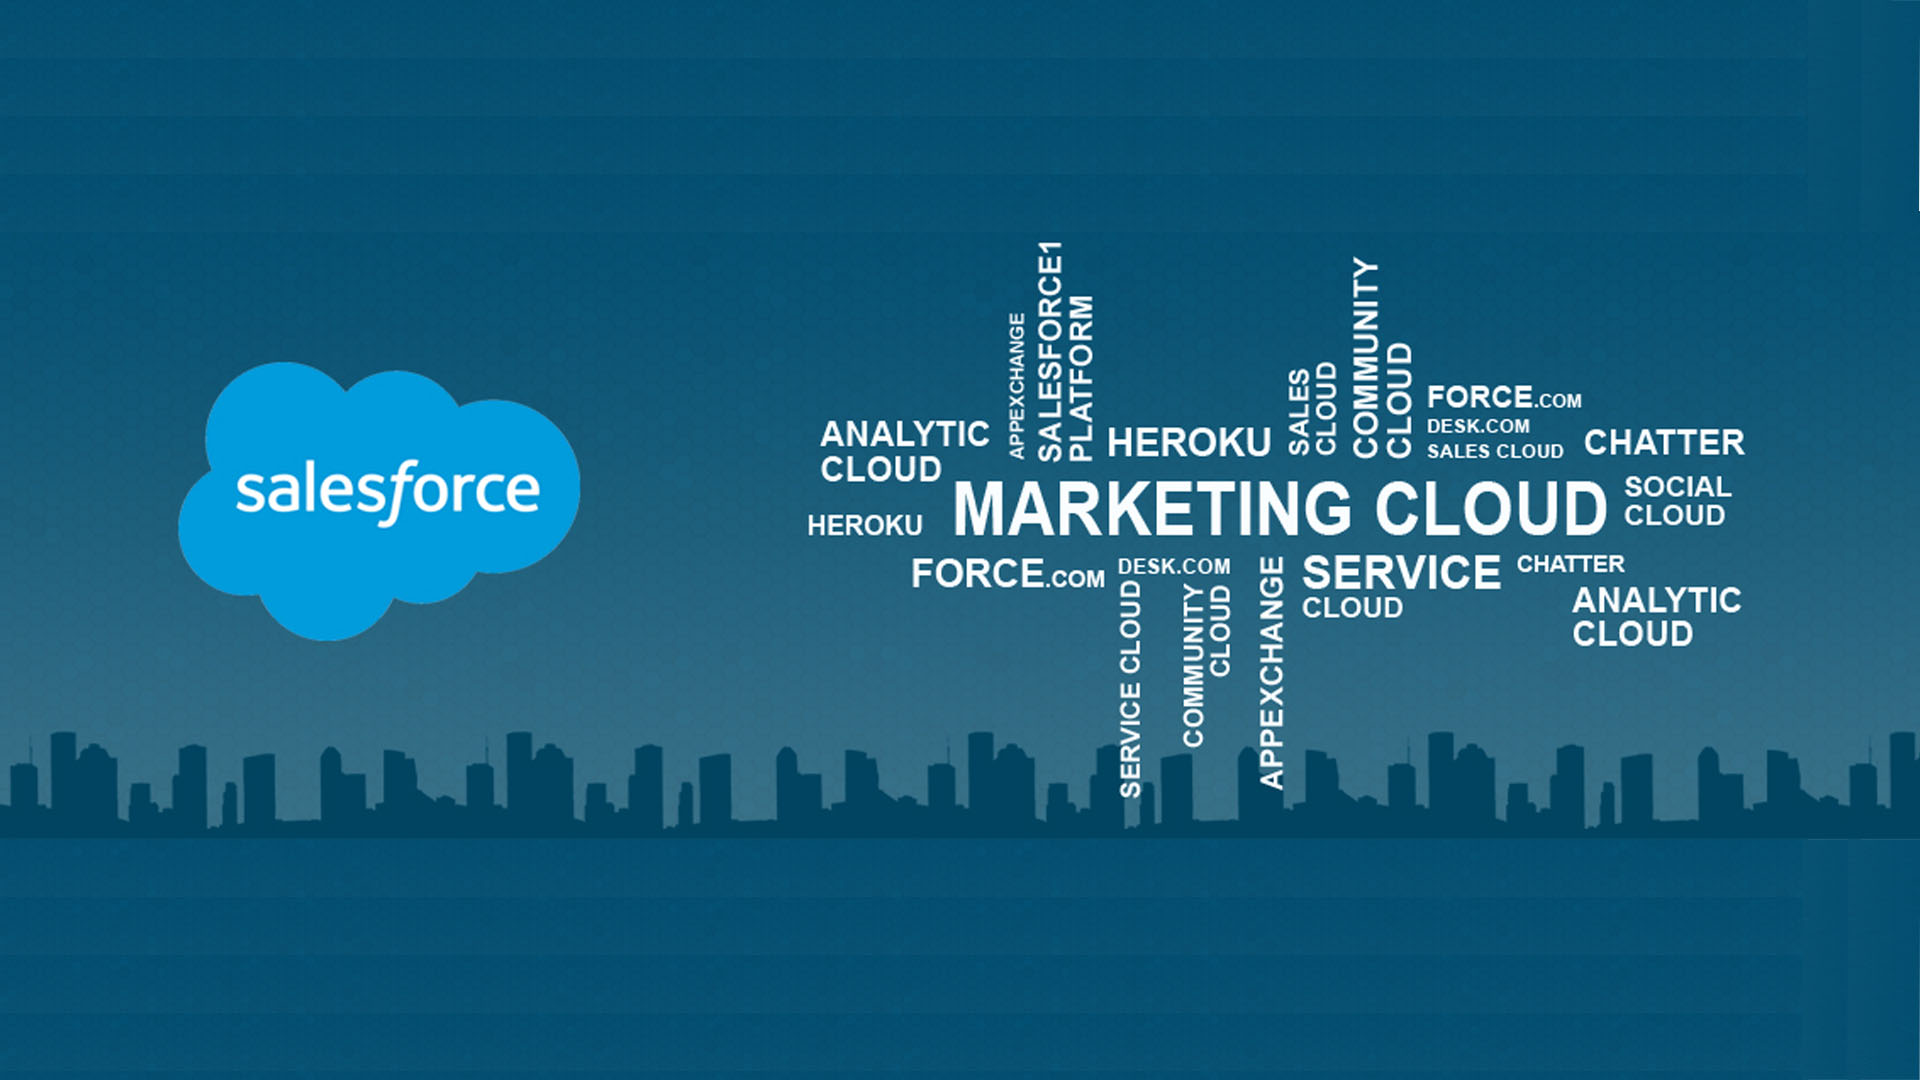 salesforce
APPEXCHANGE
SALESFORCE1
PLATFORM
SALES
CLOUD
COMMUNITY
CLOUD
FORCE.COM
DESK.COM
SALES CLOUD
ANALYTIC
CLOUD
HEROKU
CHATTER
HEROKU
MARKETING CLOUD
SOCIAL
CLOUD
FORCE.COM
DESK.COM
SERVICE CLOUD
COMMUNITY
CLOUD
APPEXCHANGE
SERVICE
CLOUD
CHATTER
ANALYTIC
CLOUD